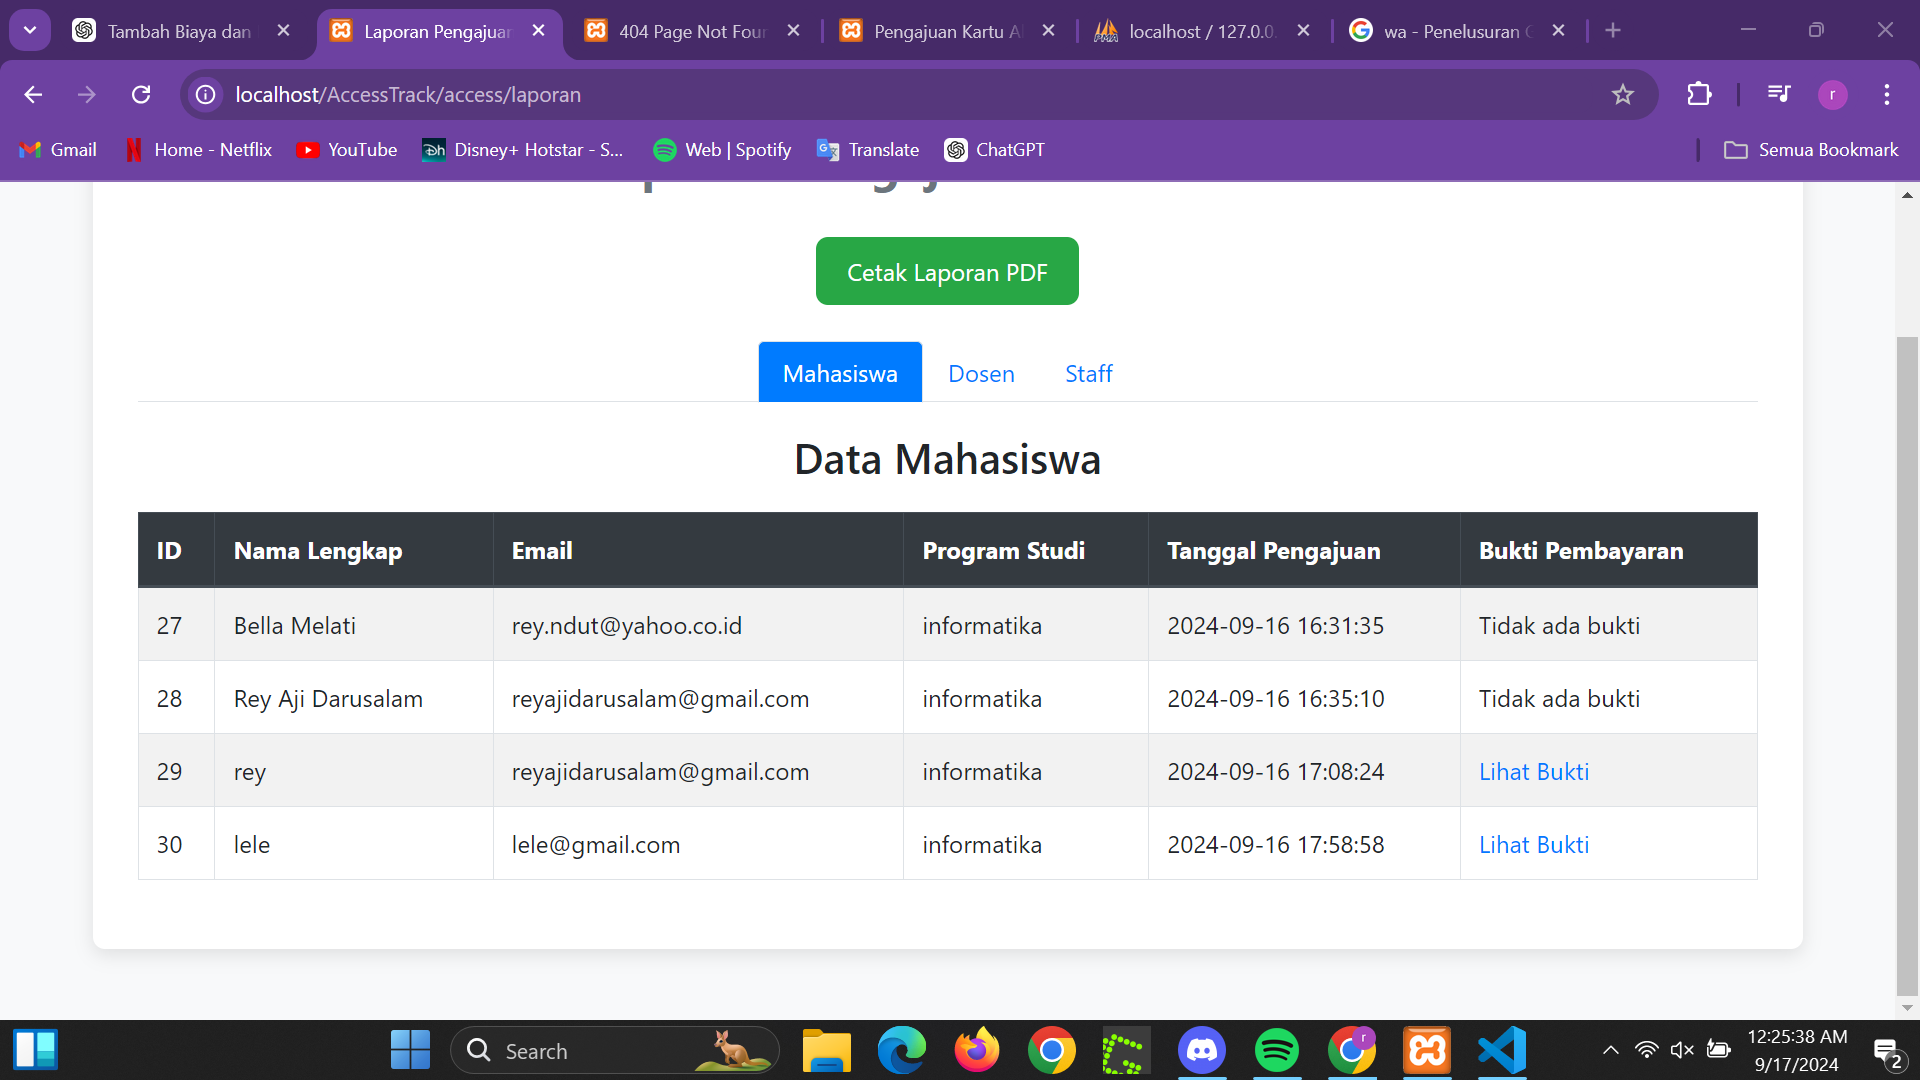 Tambah Biaya dan
Laporan Pengajuan
404 Page Not Foun
Pengajuan Kartu A
localhost / 127.0.0.
wa - Penelusuran G
localhost/AccessTrack/access/laporan
r
Gmail
Home - Netflix
YouTube
Disney+ Hotstar - S...
Web | Spotify
Translate
ChatGPT
Semua Bookmark
Cetak Laporan PDF
Mahasiswa Dosen Staff
Data Mahasiswa
ID Nama Lengkap Email Program Studi Tanggal Pengajuan Bukti Pembayaran
27 Bella Melati rey.ndut@yahoo.co.id informatika 2024-09-16 16:31:35 Tidak ada bukti
28 Rey Aji Darusalam reyajidarusalam@gmail.com informatika 2024-09-16 16:35:10 Tidak ada bukti
29 rey reyajidarusalam@gmail.com informatika 2024-09-16 17:08:24 Lihat Bukti
30 lele lele@gmail.com informatika 2024-09-16 17:58:58 Lihat Bukti
Search
12:25:38 AM
9/17/2024
2